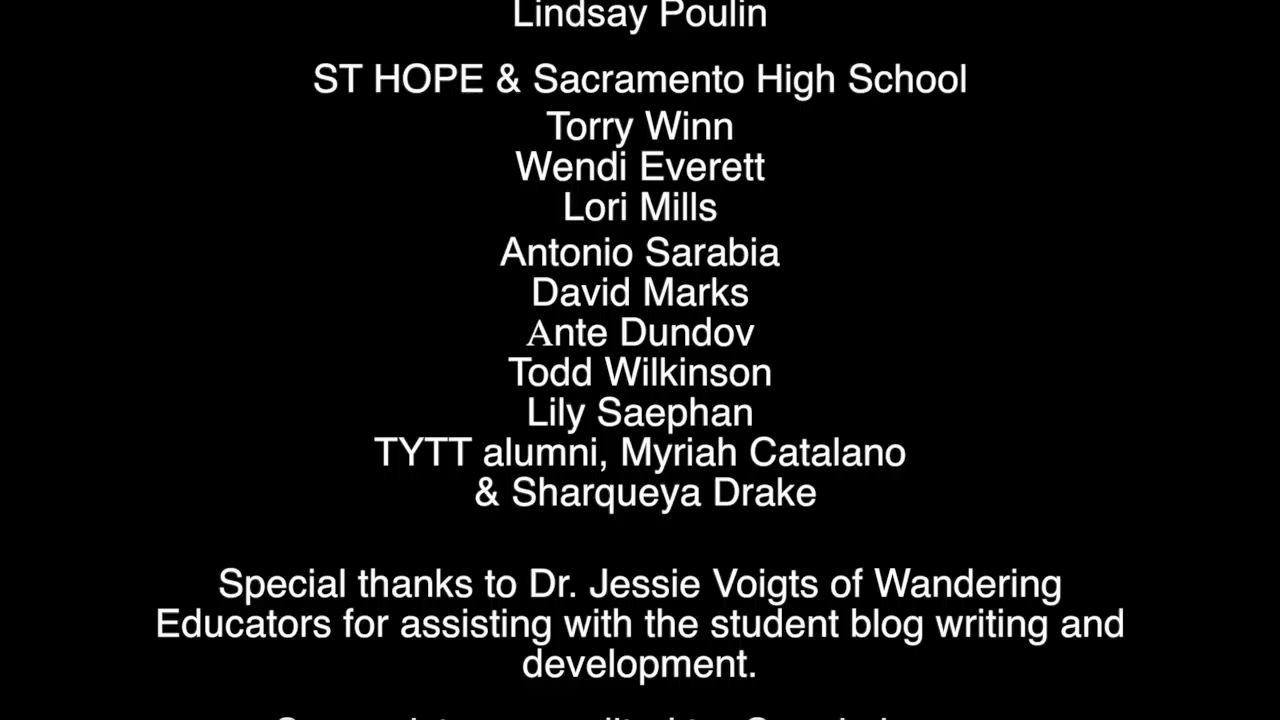 Lindsay Poulin
ST HOPE & Sacramento High School
Torry Winn
Wendi Everett
Lori Mills
Antonio Sarabia
David Marks
Ante Dundov
Todd Wilkinson
Lily Saephan
TYTT alumni, Myriah Catalano
& Sharqueya Drake
Special thanks to Dr. Jessie Voigts of Wandering
Educators for assisting with the student blog writing and
development.